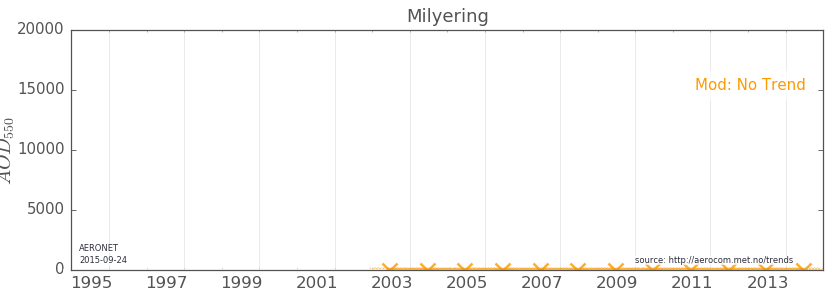 Milyering
20000
15000
10000
5000
0
AOD550
Mod: No Trend
AERONET
2015-09-24
source: http://aerocom.met.no/trends
1995 1997 1999 2001 2003 2005 2007 2009 2011 2013